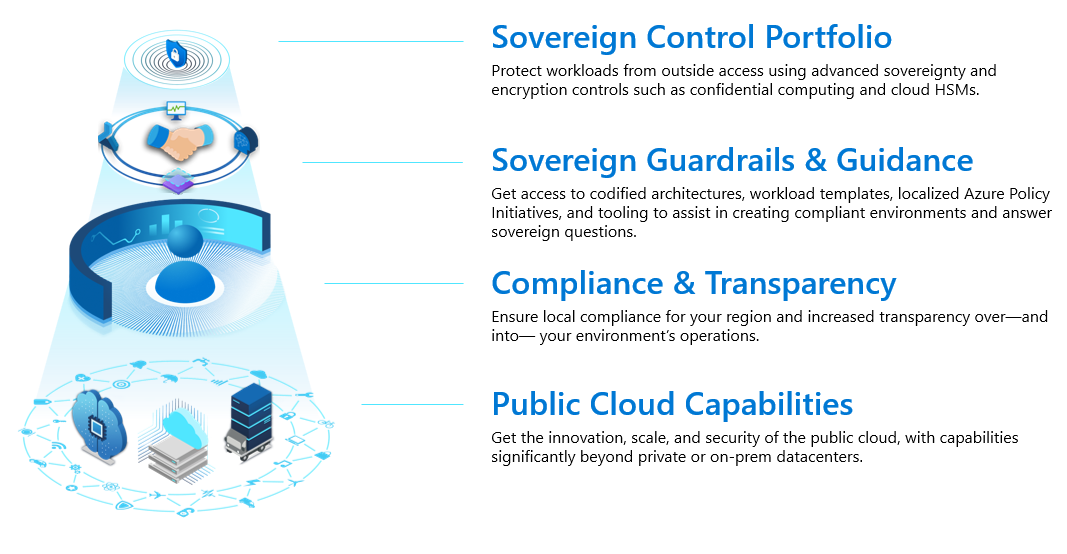 Sovereign Control Portfolio
Protect workloads from outside access using advanced sovereignty and
encryption controls such as confidential computing and cloud HSMs.
Sovereign Guardrails & Guidance
Get access to codified architectures, workload templates, localized Azure Policy
Initiatives, and tooling to assist in creating compliant environments and answer
sovereign questions.
Compliance & Transparency
Ensure local compliance for your region and increased transparency over—and
into— your environment’s operations.
Public Cloud Capabilities
Get the innovation, scale, and security of the public cloud, with capabilities
significantly beyond private or on-prem datacenters.